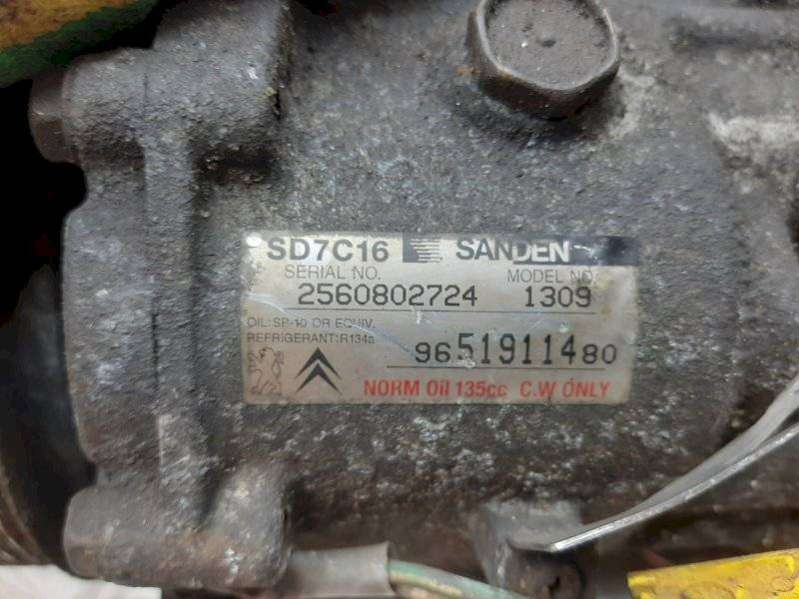 SD7C16 SANDEN
SERIAL NO. MODEL NO.
2560802724 1309
OIL:SP-10 OR EQUIV.
REFRIGERANT:R134a
9651911480
NORM Oil 135cc C.W ONLY